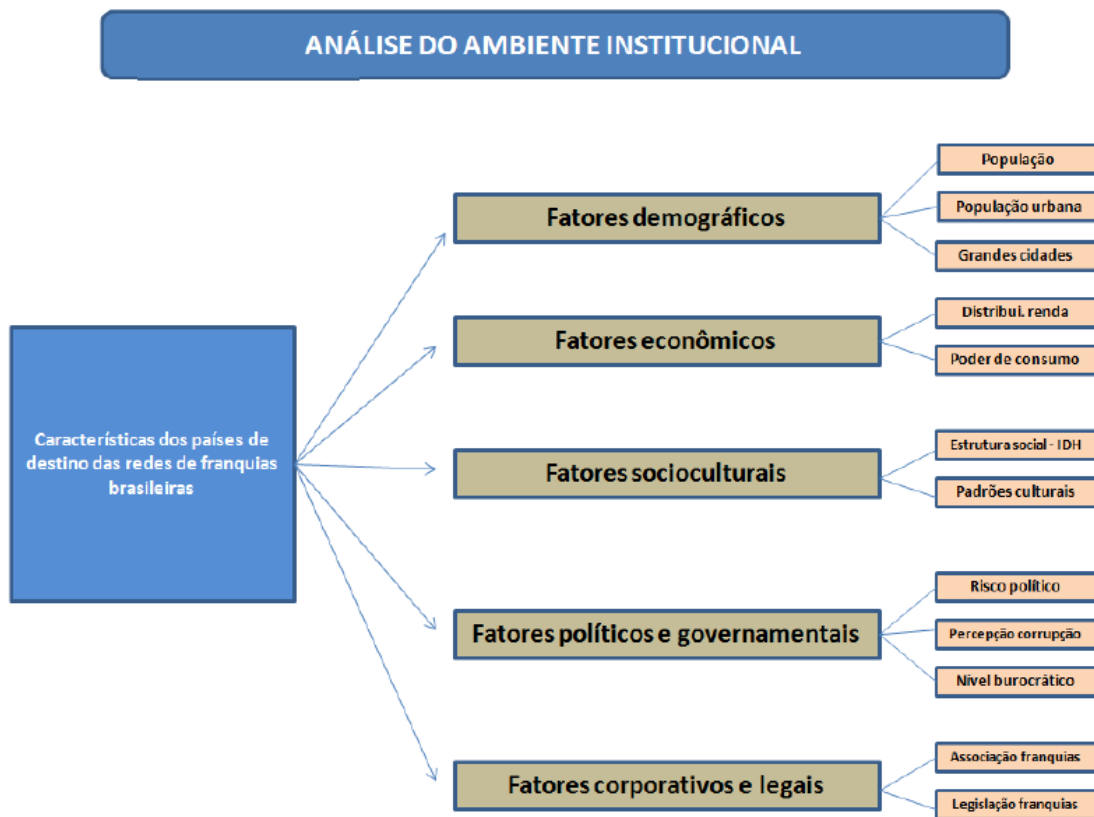 ANÁLISE DO AMBIENTE INSTITUCIONAL
Características dos países de
destino das redes de franquias
brasileiras
Fatores demográficos
População
População urbana
Grandes cidades
Fatores econômicos
Distribui. renda
Poder de consumo
Fatores socioculturais
Estrutura social - IDH
Padrões culturais
Fatores políticos e governamentais
Risco político
Percepção corrupção
Nível burocrático
Fatores corporativos e legais
Associação franquias
Legislação franquias